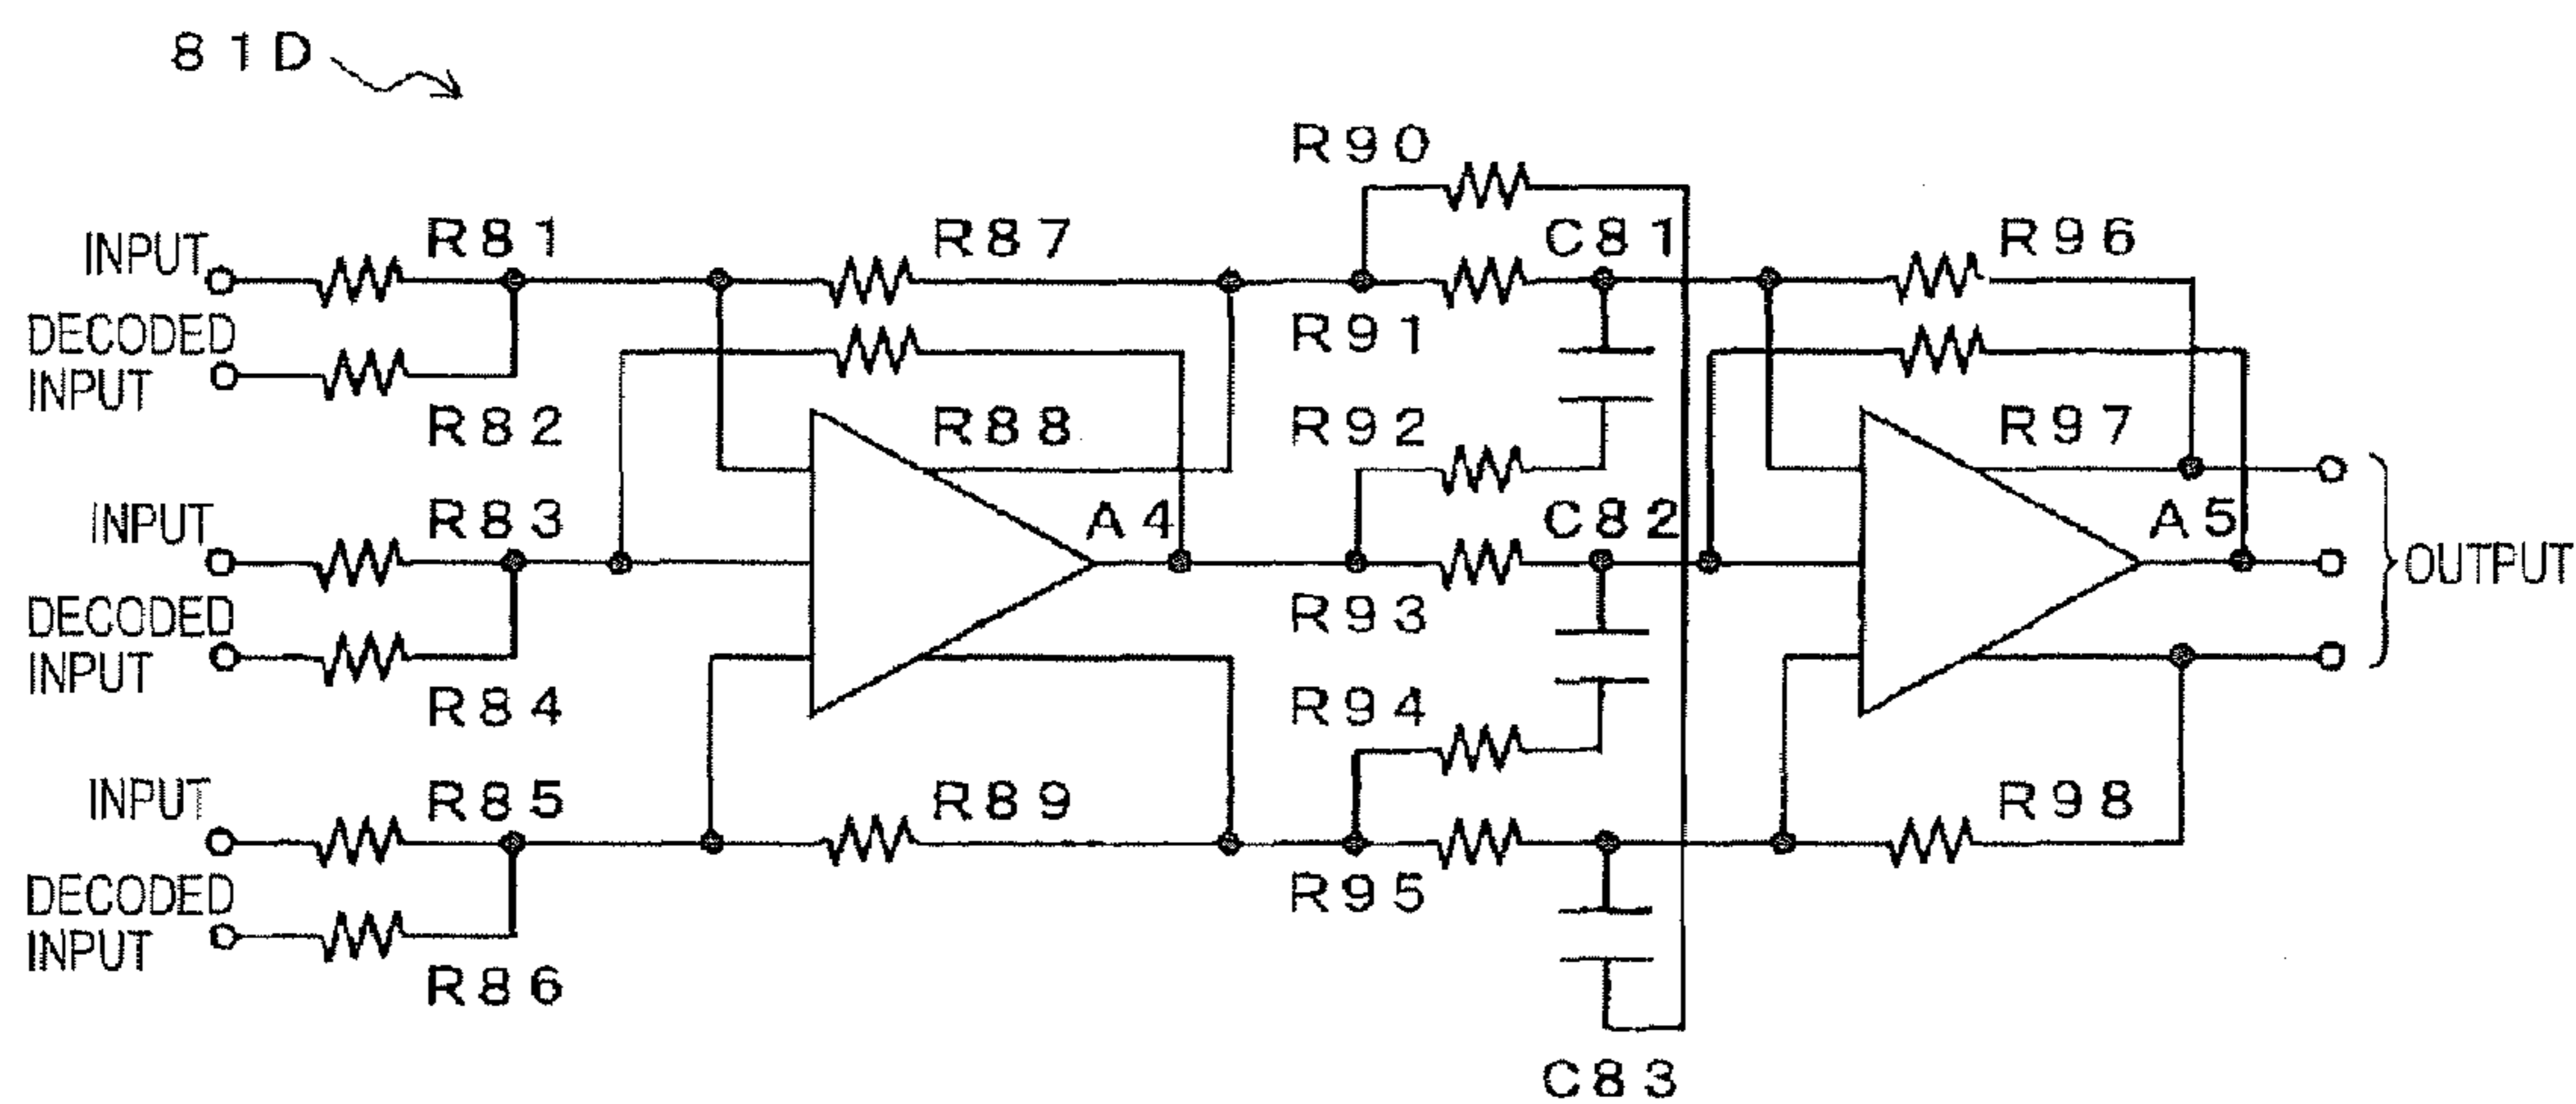 81D
R90
INPUT
R81
R87
C81
R96
DECODED
INPUT
R91
R82
R88
R92
R97
INPUT
R83
A4
C82
A5
OUTPUT
DECODED
INPUT
R93
R84
R94
INPUT
R85
R89
R98
DECODED
INPUT
R95
R86
C83